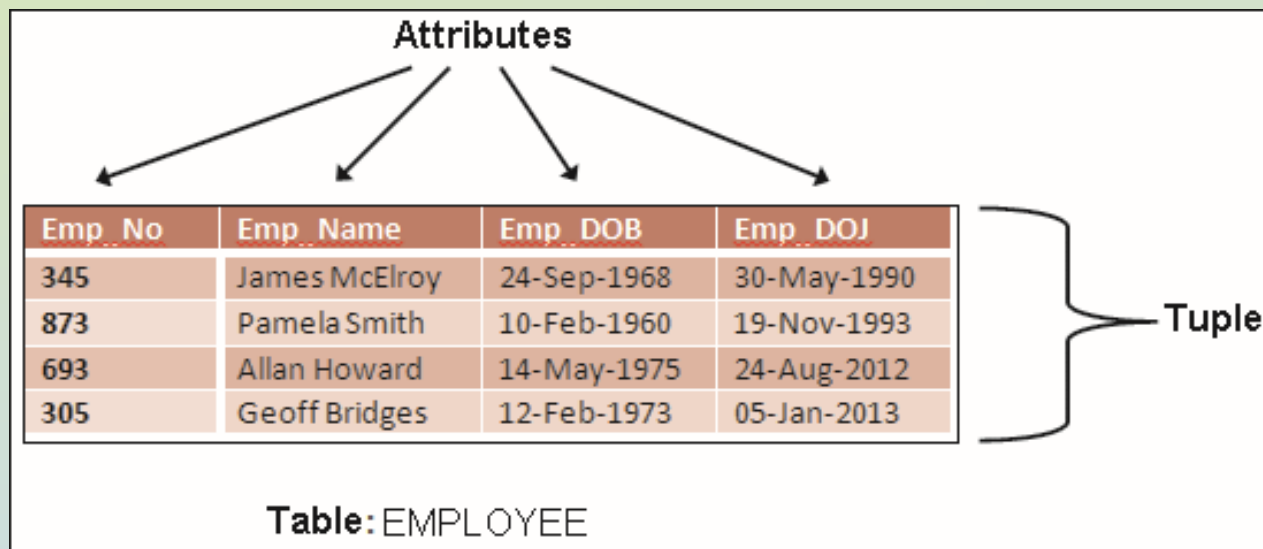 Attributes
Emp_No Emp_Name Emp_DOB Emp_DOJ
345 James McElroy 24-Sep-1968 30-May-1990
873 Pamela Smith 10-Feb-1960 19-Nov-1993
693 Allan Howard 14-May-1975 24-Aug-2012
305 Geoff Bridges 12-Feb-1973 05-Jan-2013
Tuple
Table: EMPLOYEE